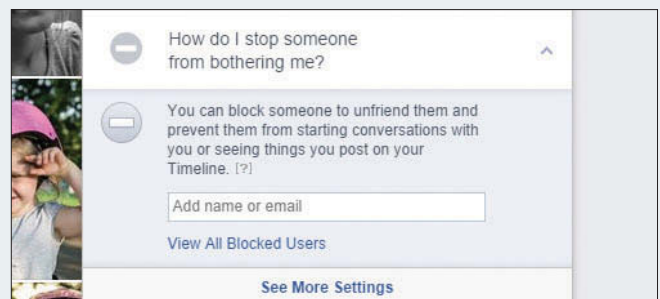 How do I stop someone
from bothering me?
You can block someone to unfriend them and
prevent them from starting conversations with
you or seeing things you post on your
Timeline. [?]
Add name or email
View All Blocked Users
See More Settings